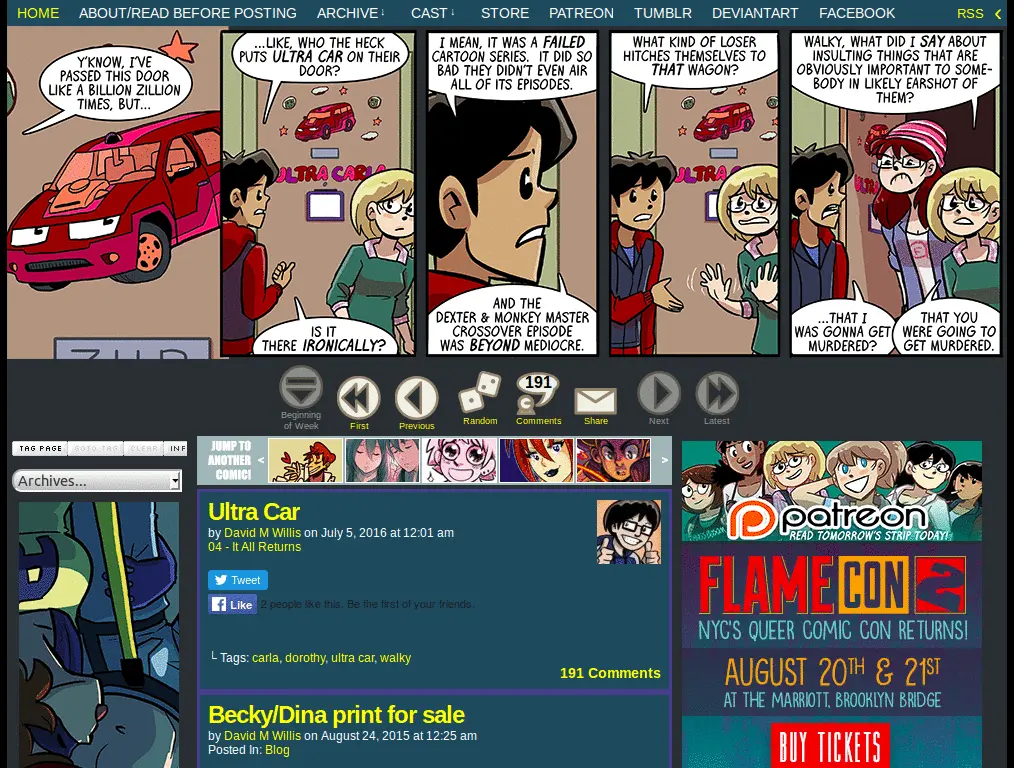 HOME ABOUT/READ BEFORE POSTING ARCHIVE↓ CAST↓ STORE PATREON TUMBLR DEVIANTART FACEBOOK RSS
Y'KNOW, I'VE
PASSED THIS DOOR
LIKE A BILLION ZILLION
TIMES, BUT...
...LIKE, WHO THE HECK
PUTS ULTRA CAR ON THEIR
DOOR?
ULTRA CAR
IS IT
THERE IRONICALLY?
I MEAN, IT WAS A FAILED
CARTOON SERIES. IT DID SO
BAD THEY DIDN'T EVEN AIR
ALL OF ITS EPISODES.
AND THE
DEXTER & MONKEY MASTER
CROSSOVER EPISODE
WAS BEYOND MEDIOCRE.
WHAT KIND OF LOSER
HITCHES THEMSELVES TO
THAT WAGON?
WALKY, WHAT DID I SAY ABOUT
INSULTING THINGS THAT ARE
OBVIOUSLY IMPORTANT TO SOME-
BODY IN LIKELY EARSHOT OF
THEM?
...THAT I
WAS GONNA GET
MURDERED?
THAT YOU
WERE GOING TO
GET MURDERED.
Beginning
of Week
First
Previous
Random
191
Comments
Share
Next
Latest
TAG PAGE GOTO TAG CLEAR INF
Archives...
JUMP TO
ANOTHER
COMIC!
< >
Ultra Car
by David M Willis on July 5, 2016 at 12:01 am
04 - It All Returns
Tweet
Like 2 people like this. Be the first of your friends.
└ Tags: carla, dorothy, ultra car, walky
191 Comments
Becky/Dina print for sale
by David M Willis on August 24, 2015 at 12:25 am
Posted In: Blog
patreon
READ TOMORROW'S STRIP TODAY!
FLAME CON 2
NYC'S QUEER COMIC CON RETURNS!
AUGUST 20TH & 21ST
AT THE MARRIOTT, BROOKLYN BRIDGE
BUY TICKETS